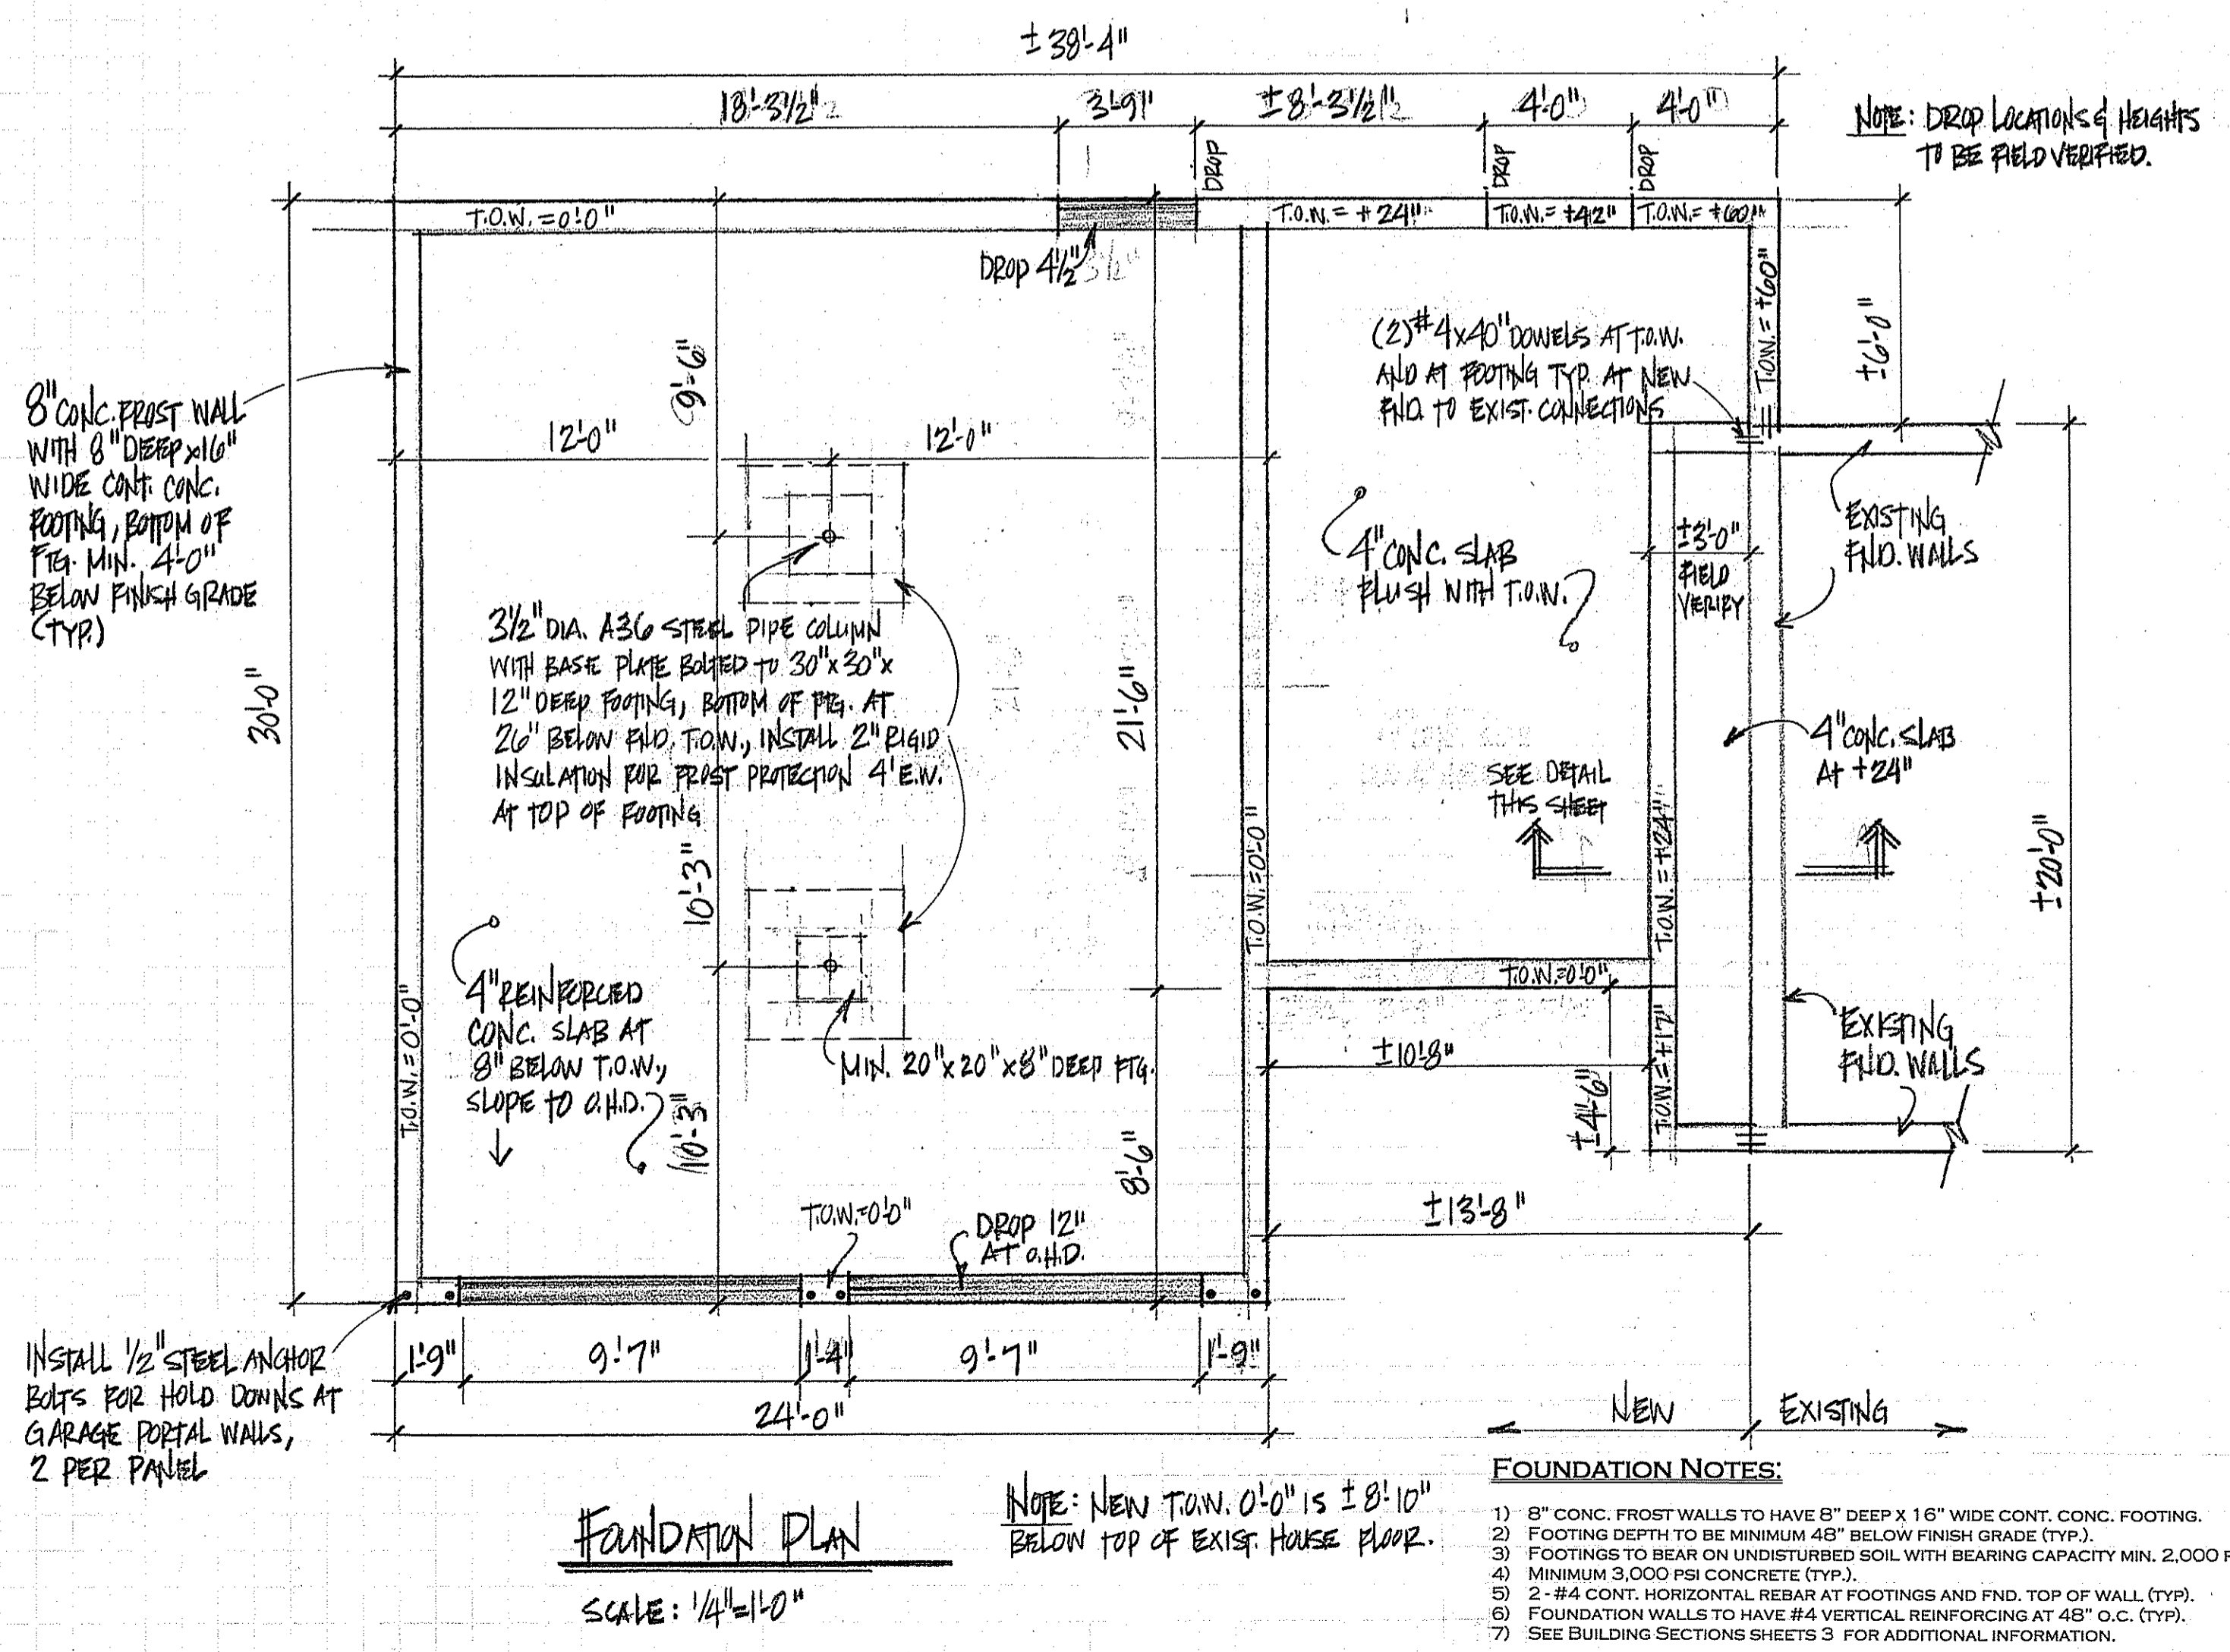 ±38'-4"
18'-3½"
3'-9"
±8'-3½"
4'-0"
4'-0"
NOTE: DROP LOCATIONS & HEIGHTS
TO BE FIELD VERIFIED.
DROP
DROP
DROP
T.O.W. = 0'-0"
T.O.W. = +24"
T.O.W. = +42"
T.O.W. = +60"
DROP 4½"
3½"
T.O.W. = +60"
±6'-0"
(2) #4x40" DOWELS AT T.O.W.
AND AT FOOTING TYP. AT NEW
FND. TO EXIST. CONNECTIONS
9'-6"
8" CONC. FROST WALL
WITH 8" DEEP x16"
WIDE CONT. CONC.
FOOTING, BOTTOM OF
FTG. MIN. 4'-0"
BELOW FINISH GRADE
(TYP.)
12'-0"
12'-0"
EXISTING
FND. WALLS
±3'-0"
FIELD
VERIFY
4" CONC. SLAB
FLUSH WITH T.O.W.
3½" DIA. A36 STEEL PIPE COLUMN
WITH BASE PLATE BOLTED TO 30"x30"x
12" DEEP FOOTING, BOTTOM OF FTG. AT
26" BELOW FND. T.O.W., INSTALL 2" RIGID
INSULATION FOR FROST PROTECTION 4' E.W.
AT TOP OF FOOTING
30'-0"
21'-6"
4" CONC. SLAB
AT +24"
SEE DETAIL
THIS SHEET
T.O.W. = 0'-0"
T.O.W. = +24"
±20'-0"
10'-3"
4" REINFORCED
CONC. SLAB AT
8" BELOW T.O.W.,
SLOPE TO O.H.D.
T.O.W. = 0'-0"
T.O.W.=0'-0"
MIN. 20"x20"x8" DEEP FTG.
±10'-8"
T.O.W. = +12"
±4'-6"
EXISTING
FND. WALLS
10'-3"
8'-6"
T.O.W.=0'-0"
DROP 12"
AT O.H.D.
±13'-8"
INSTALL ½" STEEL ANCHOR
BOLTS FOR HOLD DOWNS AT
GARAGE PORTAL WALLS,
2 PER PANEL
1'-9"
9'-7"
1'-4"
9'-7"
1'-9"
24'-0"
NEW
EXISTING
FOUNDATION PLAN
SCALE: ¼"=1'-0"
NOTE: NEW T.O.W. 0'-0" IS ±8'-10"
BELOW TOP OF EXIST. HOUSE FLOOR.
FOUNDATION NOTES:
1) 8" CONC. FROST WALLS TO HAVE 8" DEEP X 16" WIDE CONT. CONC. FOOTING.
2) FOOTING DEPTH TO BE MINIMUM 48" BELOW FINISH GRADE (TYP.).
3) FOOTINGS TO BEAR ON UNDISTURBED SOIL WITH BEARING CAPACITY MIN. 2,000
4) MINIMUM 3,000 PSI CONCRETE (TYP.).
5) 2 - #4 CONT. HORIZONTAL REBAR AT FOOTINGS AND FND. TOP OF WALL (TYP).
6) FOUNDATION WALLS TO HAVE #4 VERTICAL REINFORCING AT 48" O.C. (TYP).
7) SEE BUILDING SECTIONS SHEETS 3 FOR ADDITIONAL INFORMATION.